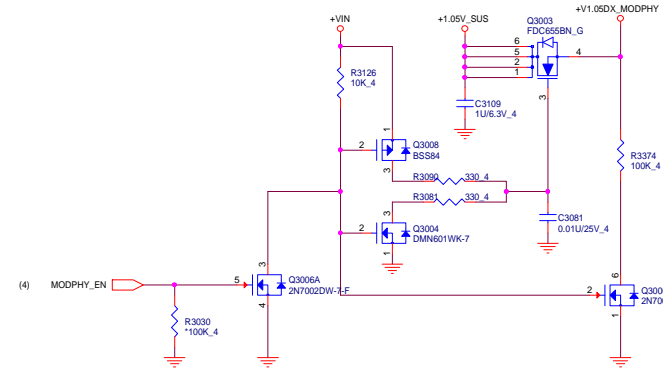 +V1.05DX_MODPHY
+VIN
+1.05V_SUS
Q3003
FDC655BN_G
6
5
2
1
4
3
R3126
10K_4
C3109
1U/6.3V_4
1
2
Q3008
BSS84
3
R3090
330_4
R3081
330_4
R3374
100K_4
3
2
Q3004
DMN601WK-7
1
C3081
0.01U/25V_4
(4)
MODPHY_EN
3
5
Q3006A
2N7002DW-7-F
4
R3030
*100K_4
6
2
1